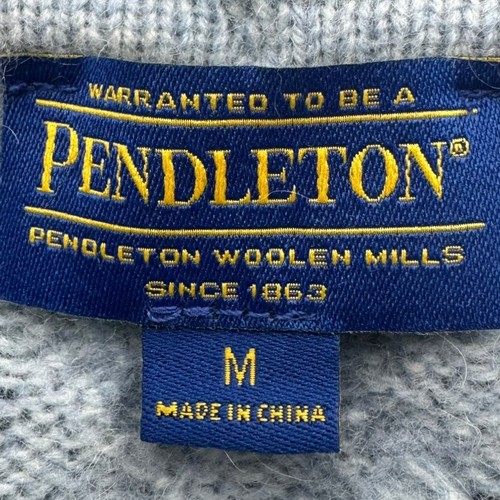 WARRANTED TO BE A
PENDLETON®
PENDLETON WOOLEN MILLS
SINCE 1863
M
MADE IN CHINA